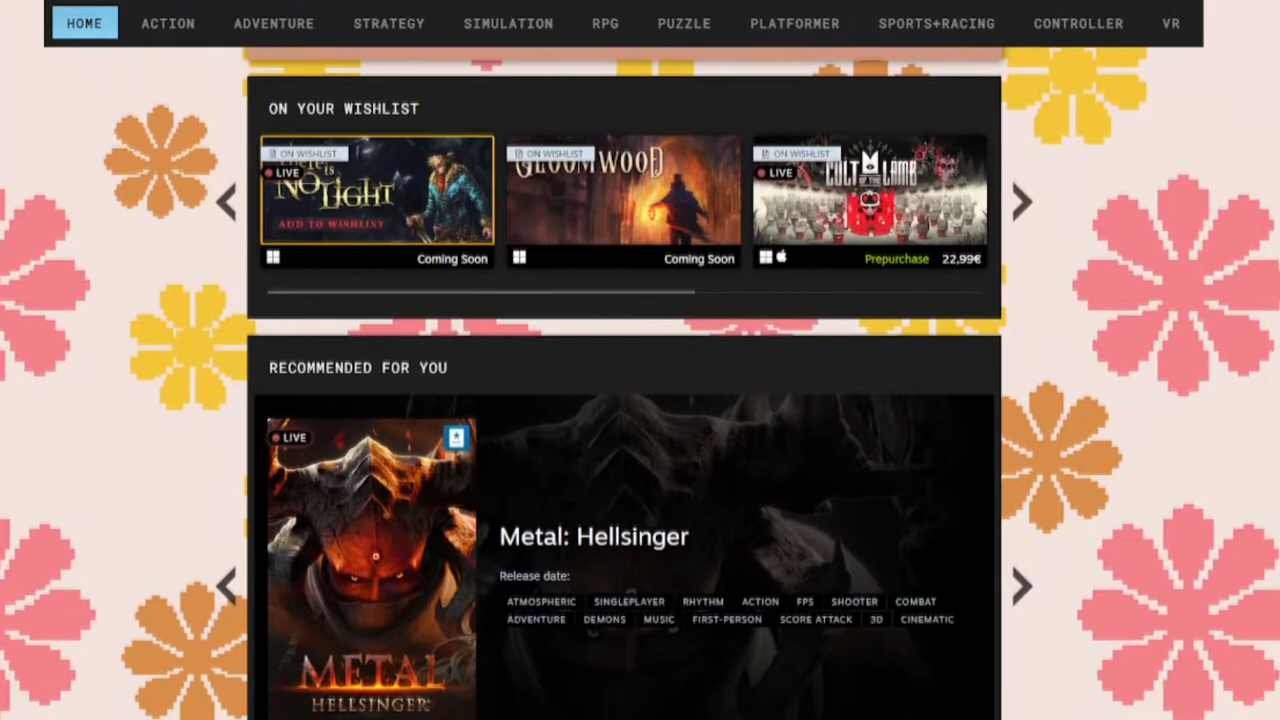 HOME ACTION ADVENTURE STRATEGY SIMULATION RPG PUZZLE PLATFORMER SPORTS+RACING CONTROLLER VR
ON YOUR WISHLIST
ON WISHLIST
LIVE
There is
NO LIGHT
ADD TO WISHLIST
Coming Soon
ON WISHLIST
GLOOMWOOD
Coming Soon
ON WISHLIST
LIVE
CULT OF THE LAMB
Prepurchase 22,99€
RECOMMENDED FOR YOU
LIVE
METAL
HELLSINGER
Metal: Hellsinger
Release date:
ATMOSPHERIC SINGLEPLAYER RHYTHM ACTION FPS SHOOTER COMBAT
ADVENTURE DEMONS MUSIC FIRST-PERSON SCORE ATTACK 3D CINEMATIC